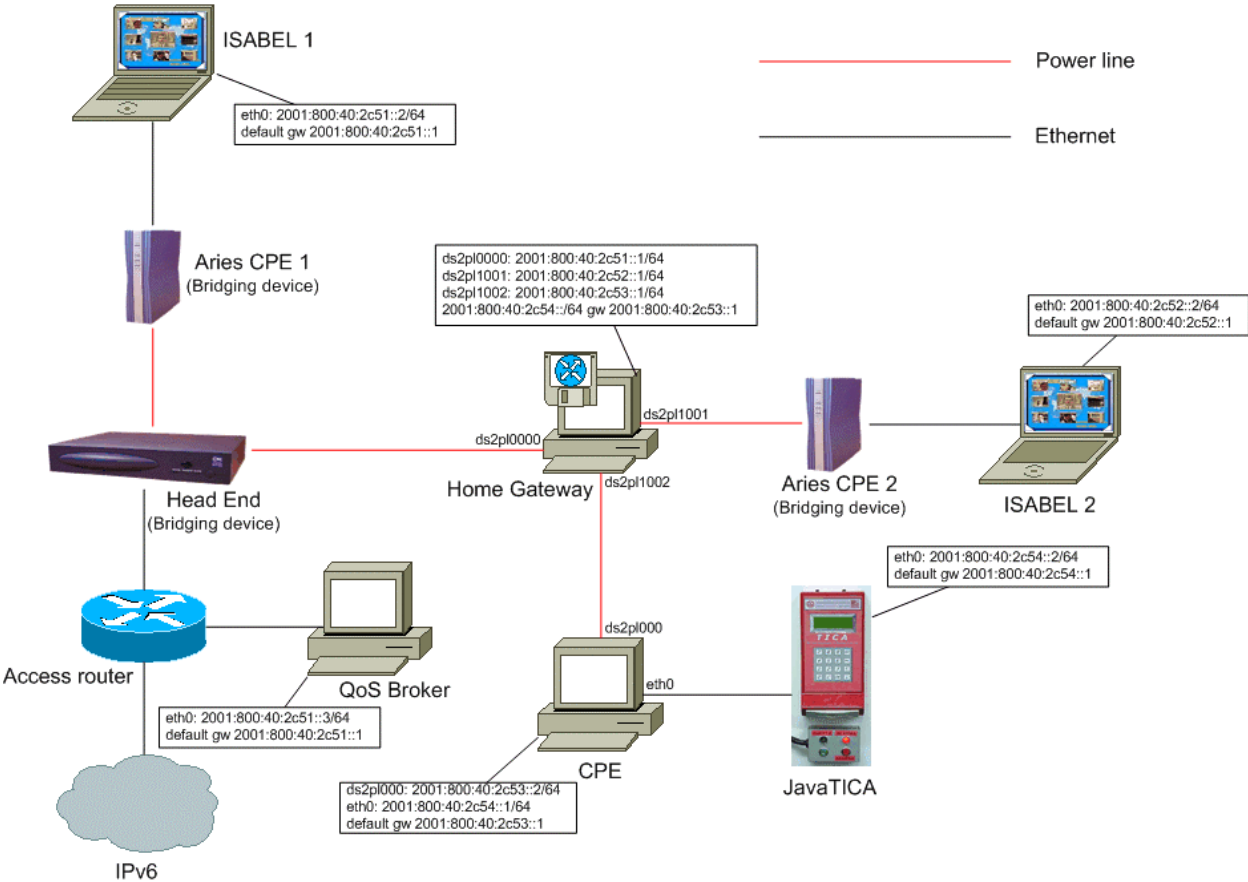 ISABEL 1
Power line
eth0: 2001:800:40:2c51::2/64
default gw 2001:800:40:2c51::1
Ethernet
Aries CPE 1
(Bridging device)
ds2pl0000: 2001:800:40:2c51::1/64
ds2pl1001: 2001:800:40:2c52::1/64
ds2pl1002: 2001:800:40:2c53::1/64
2001:800:40:2c54::/64 gw 2001:800:40:2c53::1
eth0: 2001:800:40:2c52::2/64
default gw 2001:800:40:2c52::1
ds2pl1001
ds2pl0000
ds2pl1002
Home Gateway
Head End
(Bridging device)
Aries CPE 2
(Bridging device)
ISABEL 2
eth0: 2001:800:40:2c54::2/64
default gw 2001:800:40:2c54::1
TICA
ds2pl000
Access router
QoS Broker
eth0
eth0: 2001:800:40:2c51::3/64
default gw 2001:800:40:2c51::1
CPE
JavaTICA
ds2pl000: 2001:800:40:2c53::2/64
eth0: 2001:800:40:2c54::1/64
default gw 2001:800:40:2c53::1
IPv6